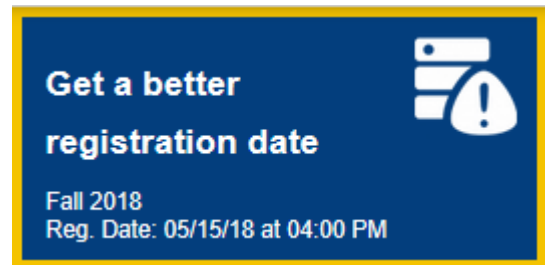 Get a better
registration date
Fall 2018
Reg. Date: 05/15/18 at 04:00 PM